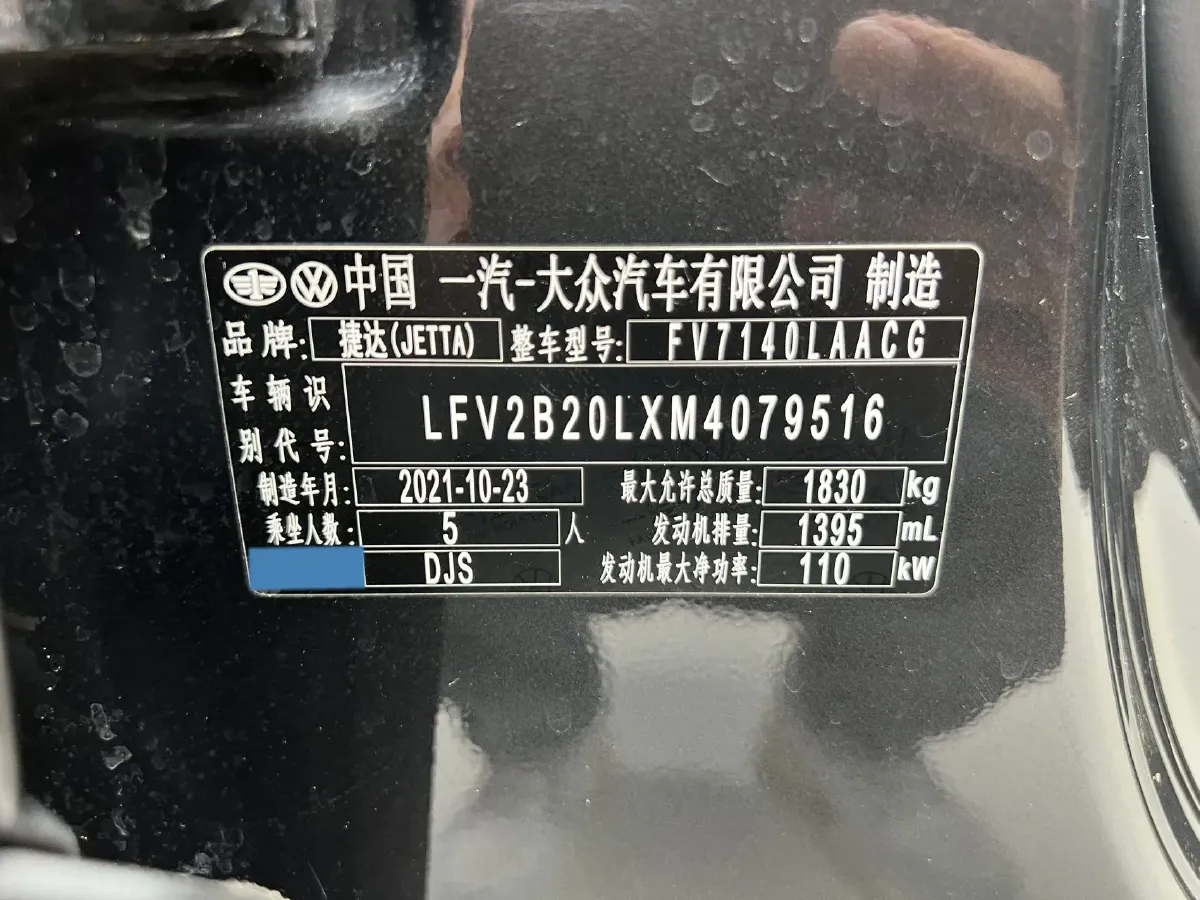 中国 一汽-大众汽车有限公司 制造
品牌: 捷达(JETTA) 整车型号: FV7140LAACG
车辆识别代号: LFV2B20LXM4079516
制造年月: 2021-10-23 最大允许总质量: 1830 kg
乘坐人数: 5 人 发动机排量: 1395 mL
DJS 发动机最大净功率: 110 kW